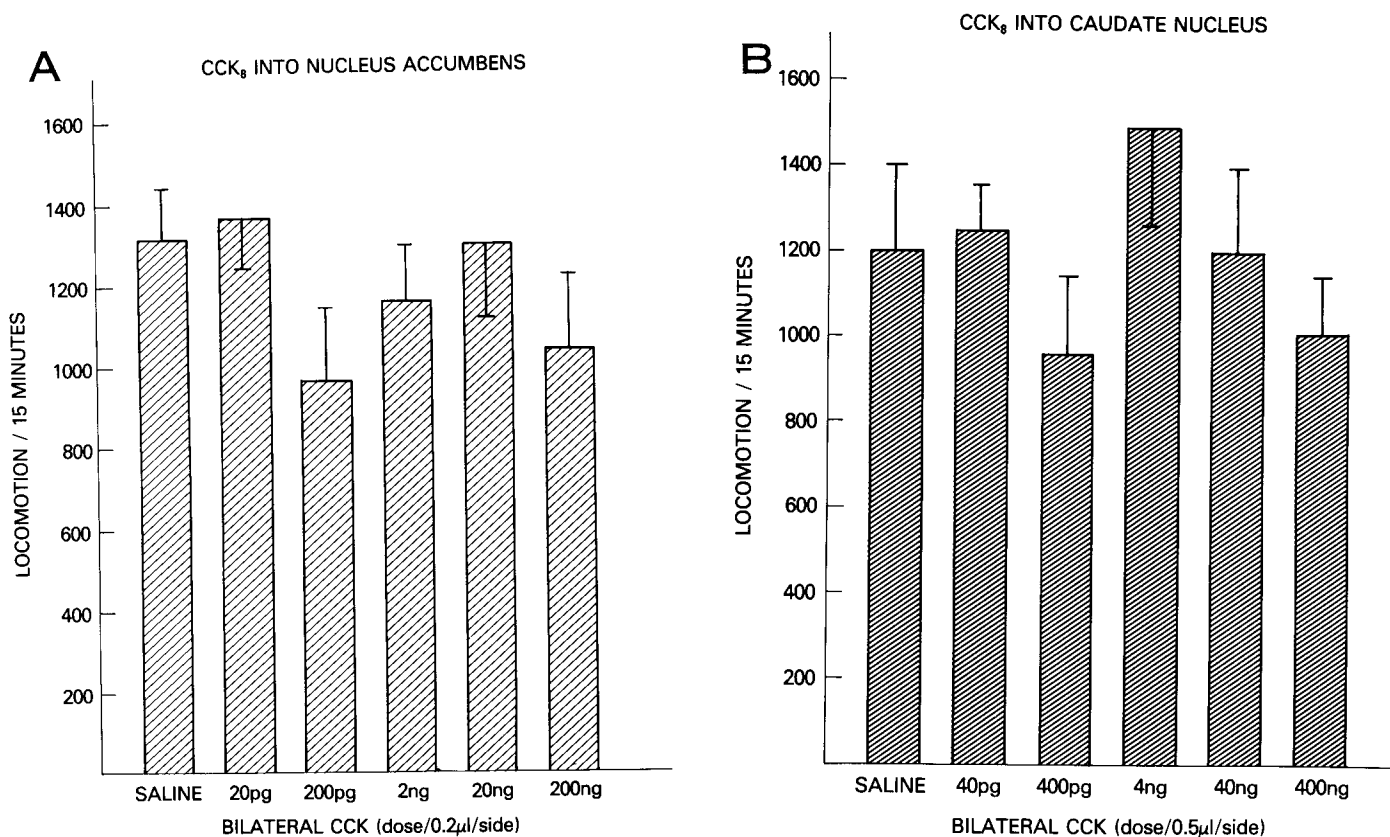 A
CCK₈ INTO NUCLEUS ACCUMBENS
LOCOMOTION / 15 MINUTES
1600
1400
1200
1000
800
600
400
200
SALINE 20pg 200pg 2ng 20ng 200ng
BILATERAL CCK (dose/0.2µl/side)
B
CCK₈ INTO CAUDATE NUCLEUS
LOCOMOTION / 15 MINUTES
1600
1400
1200
1000
800
600
400
200
SALINE 40pg 400pg 4ng 40ng 400ng
BILATERAL CCK (dose/0.5µl/side)